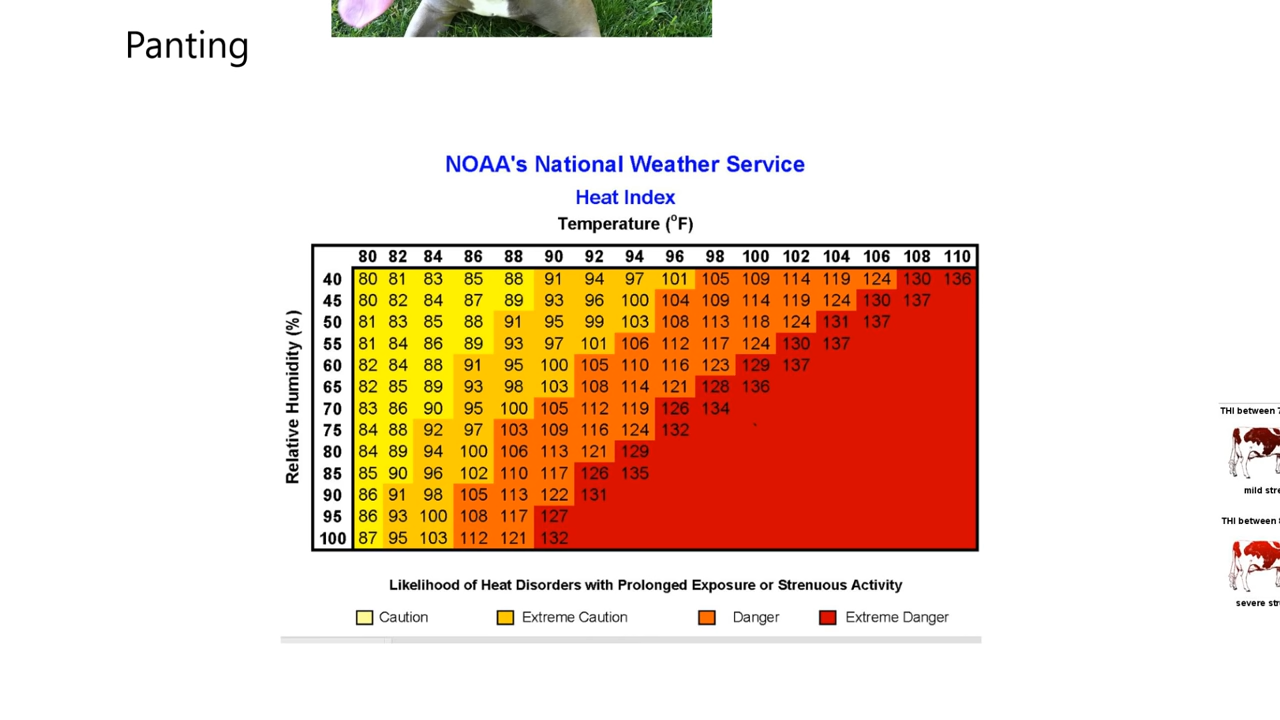 Panting
NOAA's National Weather Service
Heat Index
Temperature (°F)
80 82 84 86 88 90 92 94 96 98 100 102 104 106 108 110
40 80 81 83 85 88 91 94 97 101 105 109 114 119 124 130 136
45 80 82 84 87 89 93 96 100 104 109 114 119 124 130 137
50 81 83 85 88 91 95 99 103 108 113 118 124 131 137
55 81 84 86 89 93 97 101 106 112 117 124 130 137
60 82 84 88 91 95 100 105 110 116 123 129 137
65 82 85 89 93 98 103 108 114 121 128 136
70 83 86 90 95 100 105 112 119 126 134
75 84 88 92 97 103 109 116 124 132
80 84 89 94 100 106 113 121 129
85 85 90 96 102 110 117 126 135
90 86 91 98 105 113 122 131
95 86 93 100 108 117 127
100 87 95 103 112 121 132
Relative Humidity (%)
Likelihood of Heat Disorders with Prolonged Exposure or Strenuous Activity
Caution Extreme Caution Danger Extreme Danger
THI between
mild
THI between
severe